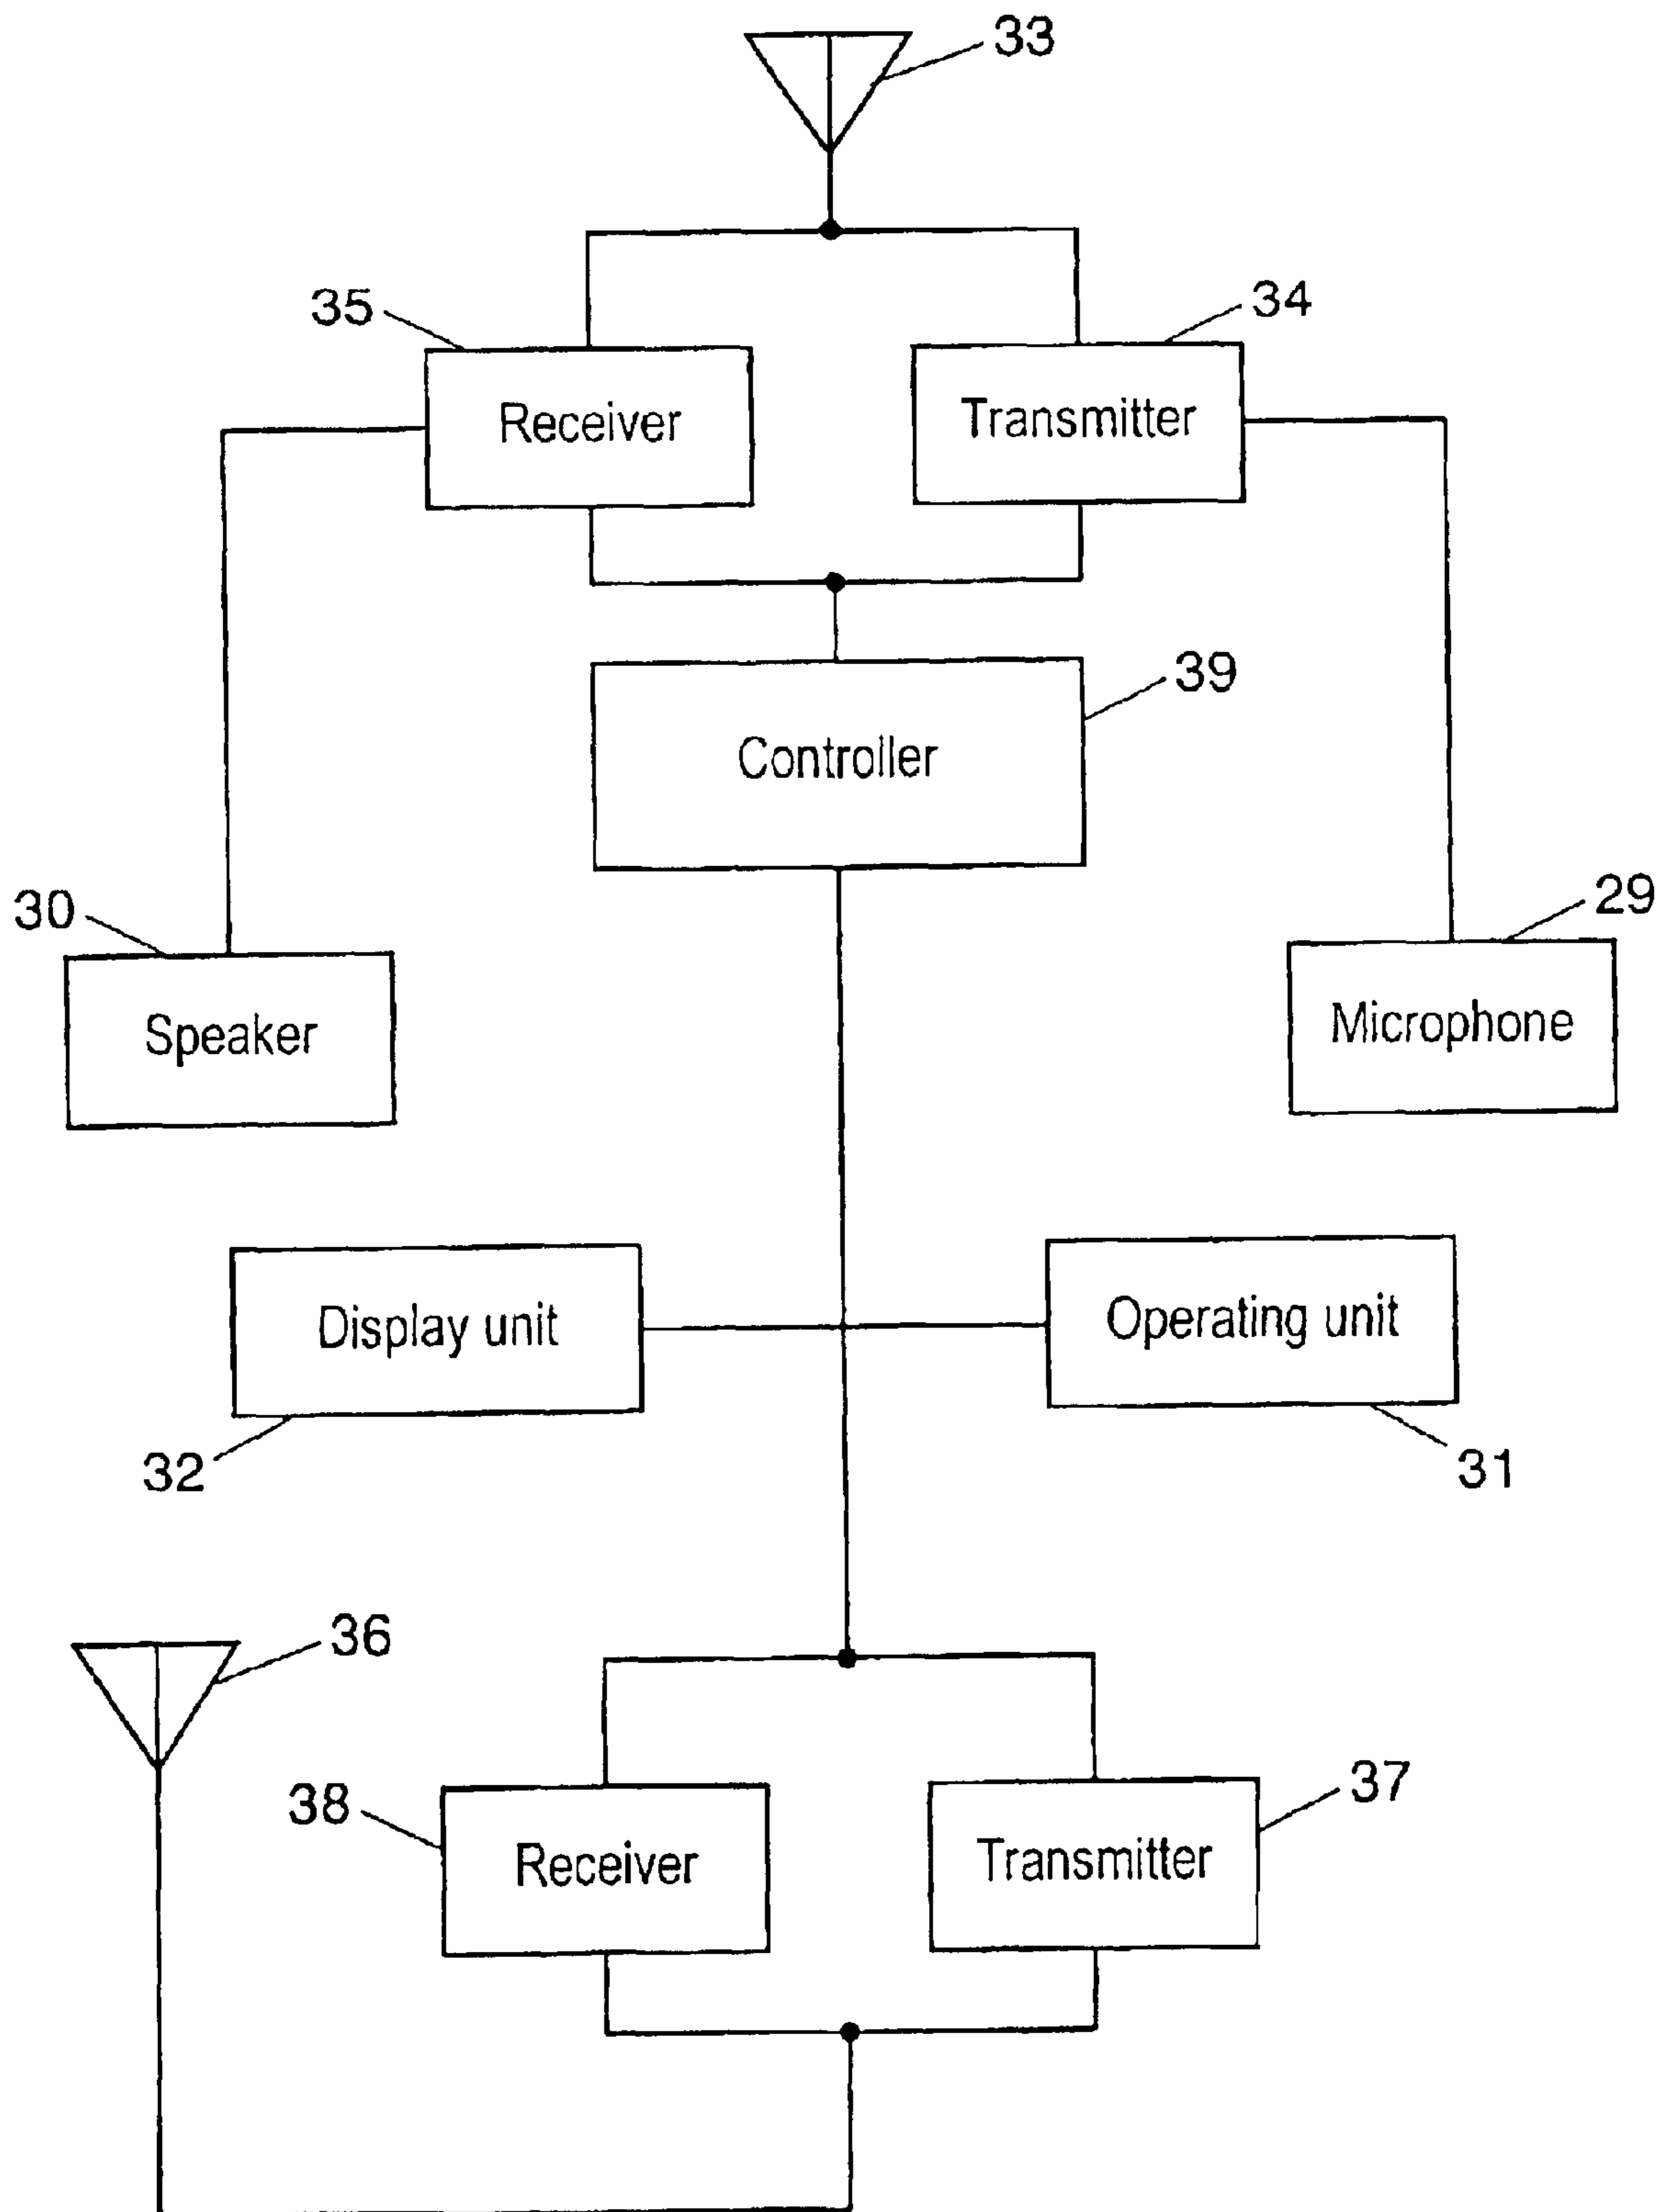 33
35
34
Receiver
Transmitter
39
Controller
30
29
Speaker
Microphone
Display unit
Operating unit
32
31
36
38
37
Receiver
Transmitter